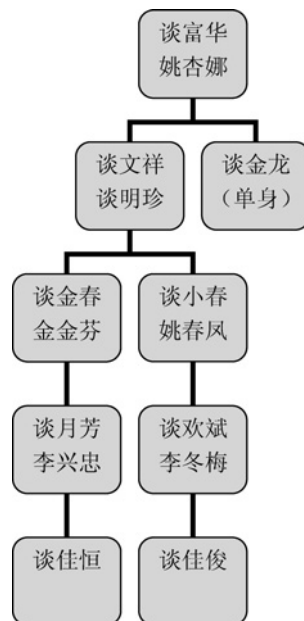 谈富华
姚杏娜
谈文祥
谈明珍
谈金龙
（单身）
谈金春
金金芬
谈小春
姚春凤
谈月芳
李兴忠
谈欢斌
李冬梅
谈佳恒
谈佳俊